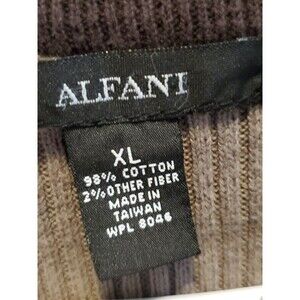 ALFANI
XL
98% COTTON
2% OTHER FIBER
MADE IN
TAIWAN
WPL 8046